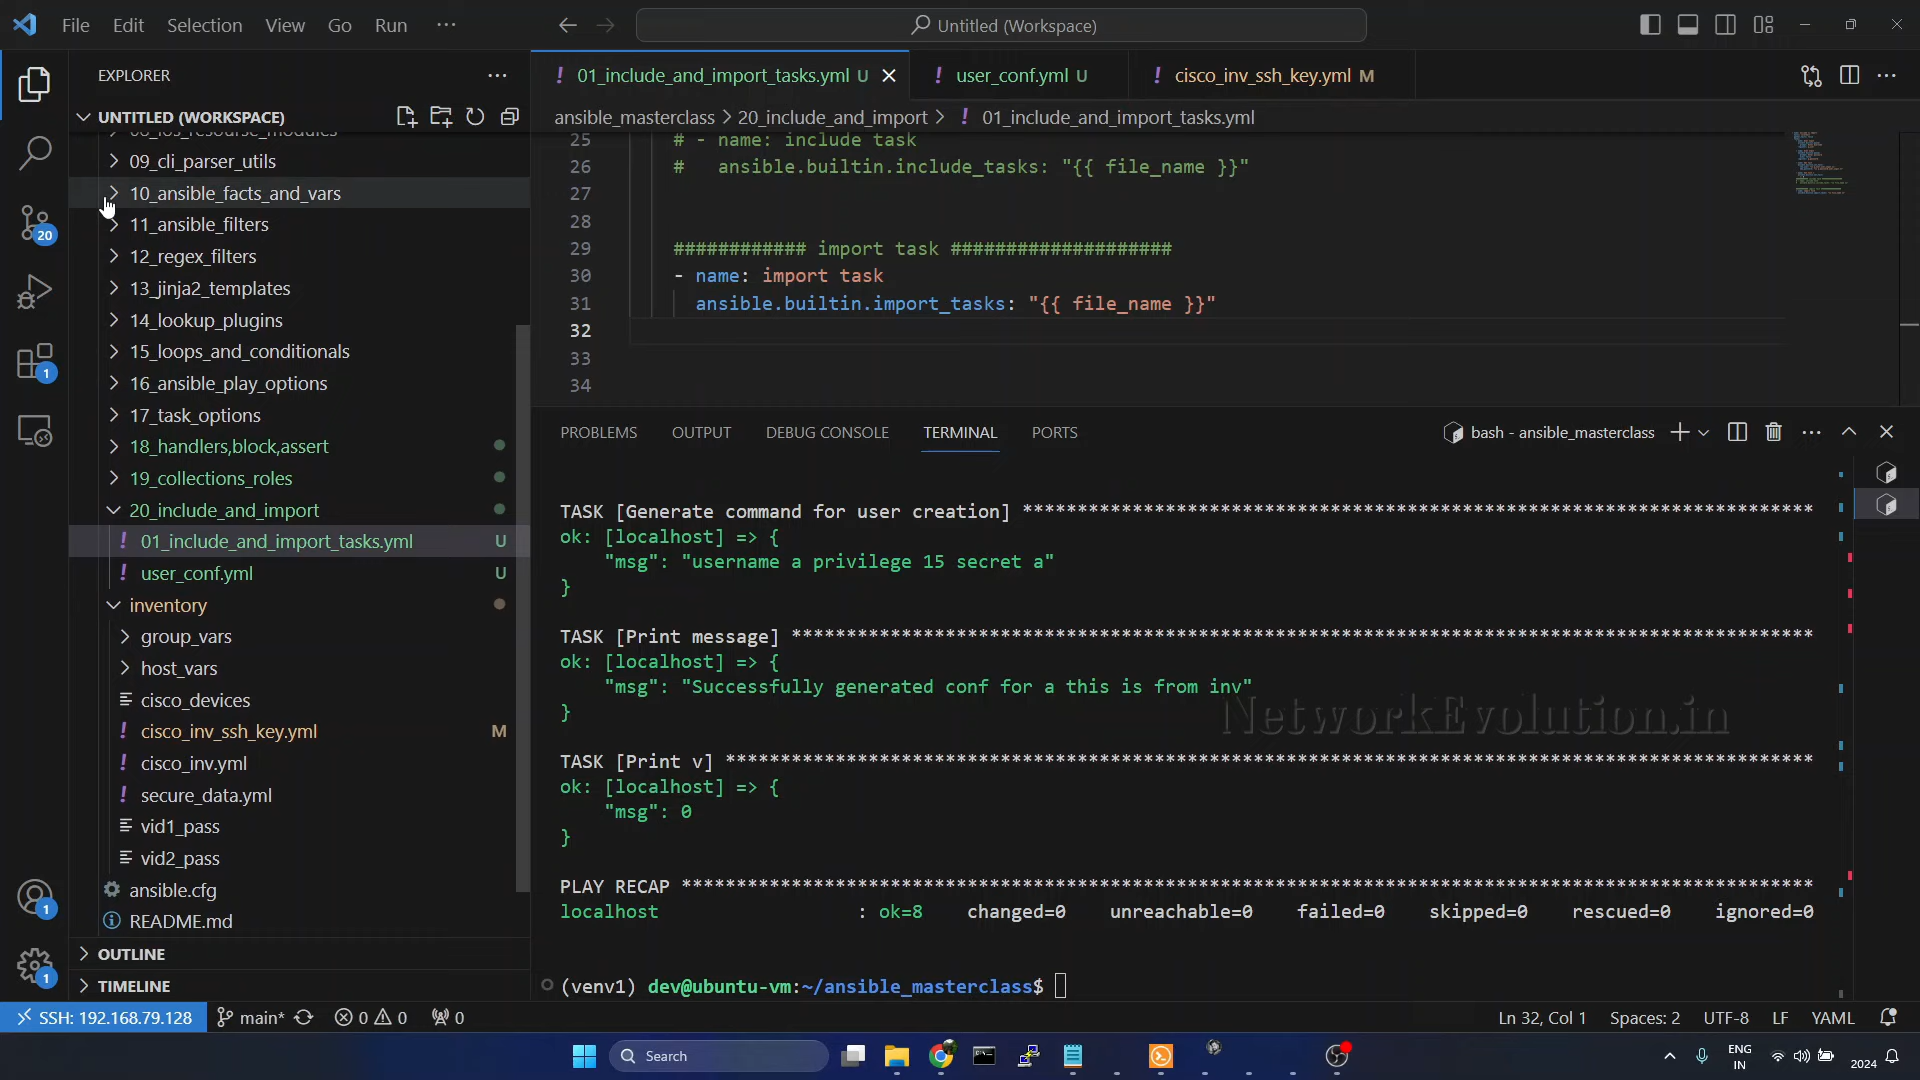 File Edit Selection View Go Run ···
Untitled (Workspace)
EXPLORER
UNTITLED (WORKSPACE)
08_ios_resourse_modules
09_cli_parser_utils
10_ansible_facts_and_vars
11_ansible_filters
12_regex_filters
13_jinja2_templates
14_lookup_plugins
15_loops_and_conditionals
16_ansible_play_options
17_task_options
18_handlers,block,assert
19_collections_roles
20_include_and_import
! 01_include_and_import_tasks.yml U
! user_conf.yml U
inventory
group_vars
host_vars
cisco_devices
! cisco_inv_ssh_key.yml M
! cisco_inv.yml
! secure_data.yml
vid1_pass
vid2_pass
ansible.cfg
README.md
OUTLINE
TIMELINE
20
1
1
1
! 01_include_and_import_tasks.yml U
! user_conf.yml U
! cisco_inv_ssh_key.yml M
ansible_masterclass > 20_include_and_import > ! 01_include_and_import_tasks.yml
25 # - name: include task
26 #   ansible.builtin.include_tasks: "{{ file_name }}"
27
28
29 ############ import task ####################
30 - name: import task
31   ansible.builtin.import_tasks: "{{ file_name }}"
32
33
34
PROBLEMS OUTPUT DEBUG CONSOLE TERMINAL PORTS
bash - ansible_masterclass
TASK [Generate command for user creation] ************************************************************************
ok: [localhost] => {
    "msg": "username a privilege 15 secret a"
}
TASK [Print message] *********************************************************************************************
ok: [localhost] => {
    "msg": "Successfully generated conf for a this is from inv"
}
TASK [Print v] ***************************************************************************************************
ok: [localhost] => {
    "msg": 0
}
PLAY RECAP *******************************************************************************************************
localhost                  : ok=8    changed=0    unreachable=0    failed=0    skipped=0    rescued=0    ignored=0
(venv1) dev@ubuntu-vm:~/ansible_masterclass$
NetworkEvolution.in
SSH: 192.168.79.128 main* 0 0 0
Ln 32, Col 1 Spaces: 2 UTF-8 LF YAML
Search
ENG
IN
2024